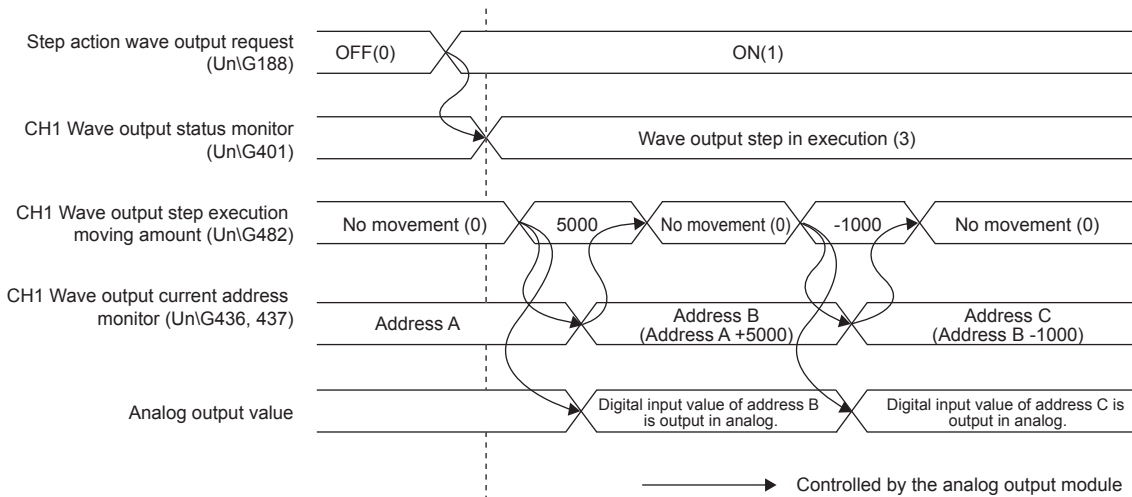 Step action wave output request
(Un\G188)
OFF(0)
ON(1)
CH1 Wave output status monitor
(Un\G401)
Wave output step in execution (3)
CH1 Wave output step execution
moving amount (Un\G482)
No movement (0)
5000
No movement (0)
-1000
No movement (0)
CH1 Wave output current address
monitor (Un\G436, 437)
Address A
Address B
(Address A +5000)
Address C
(Address B -1000)
Analog output value
Digital input value of address B
is output in analog.
Digital input value of address C is
output in analog.
Controlled by the analog output module